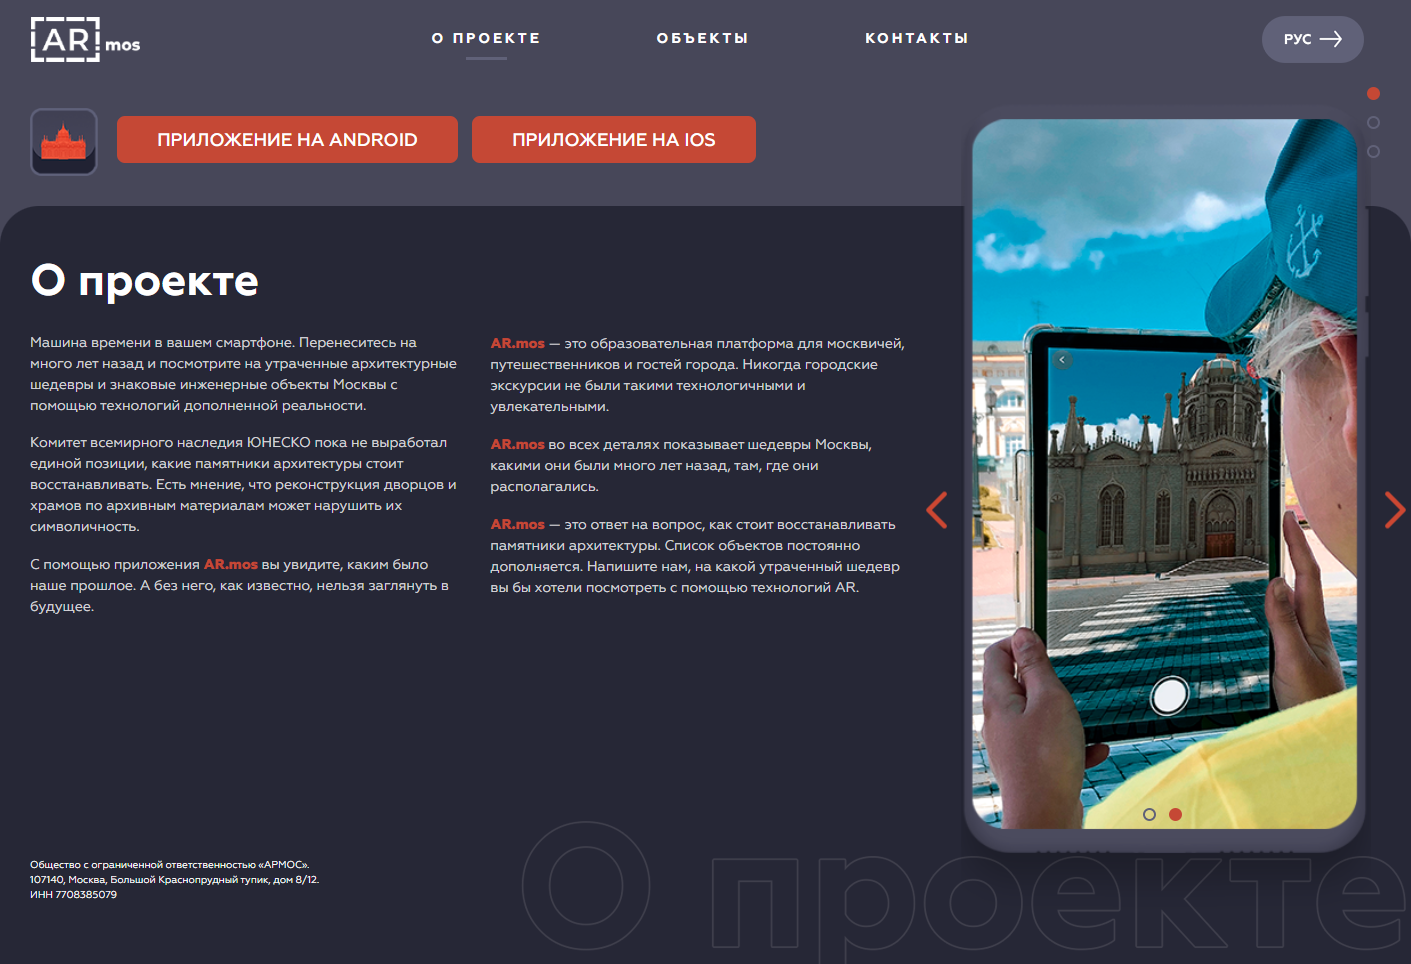 AR mos
О ПРОЕКТЕ
ОБЪЕКТЫ
КОНТАКТЫ
РУС
ПРИЛОЖЕНИЕ НА ANDROID
ПРИЛОЖЕНИЕ НА IOS
О проекте
Машина времени в вашем смартфоне. Перенеситесь на
много лет назад и посмотрите на утраченные архитектурные
шедевры и знаковые инженерные объекты Москвы с
помощью технологий дополненной реальности.
Комитет всемирного наследия ЮНЕСКО пока не выработал
единой позиции, какие памятники архитектуры стоит
восстанавливать. Есть мнение, что реконструкция дворцов и
храмов по архивным материалам может нарушить их
символичность.
С помощью приложения AR.mos вы увидите, каким было
наше прошлое. А без него, как известно, нельзя заглянуть в
будущее.
AR.mos — это образовательная платформа для москвичей,
путешественников и гостей города. Никогда городские
экскурсии не были такими технологичными и
увлекательными.
AR.mos во всех деталях показывает шедевры Москвы,
какими они были много лет назад, там, где они
располагались.
AR.mos — это ответ на вопрос, как стоит восстанавливать
памятники архитектуры. Список объектов постоянно
дополняется. Напишите нам, на какой утраченный шедевр
вы бы хотели посмотреть с помощью технологий AR.
Общество с ограниченной ответственностью «АРМОС».
107140, Москва, Большой Краснопрудный тупик, дом 8/12.
ИНН 7708385079
О проекте